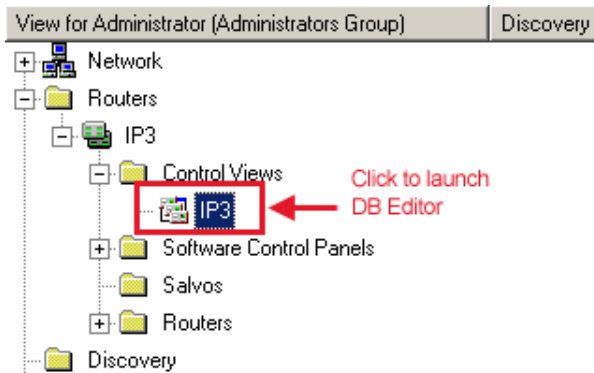 View for Administrator (Administrators Group) Discovery
Network
Routers
IP3
Control Views
Click to launch
IP3
DB Editor
Software Control Panels
Salvos
Routers
Discovery